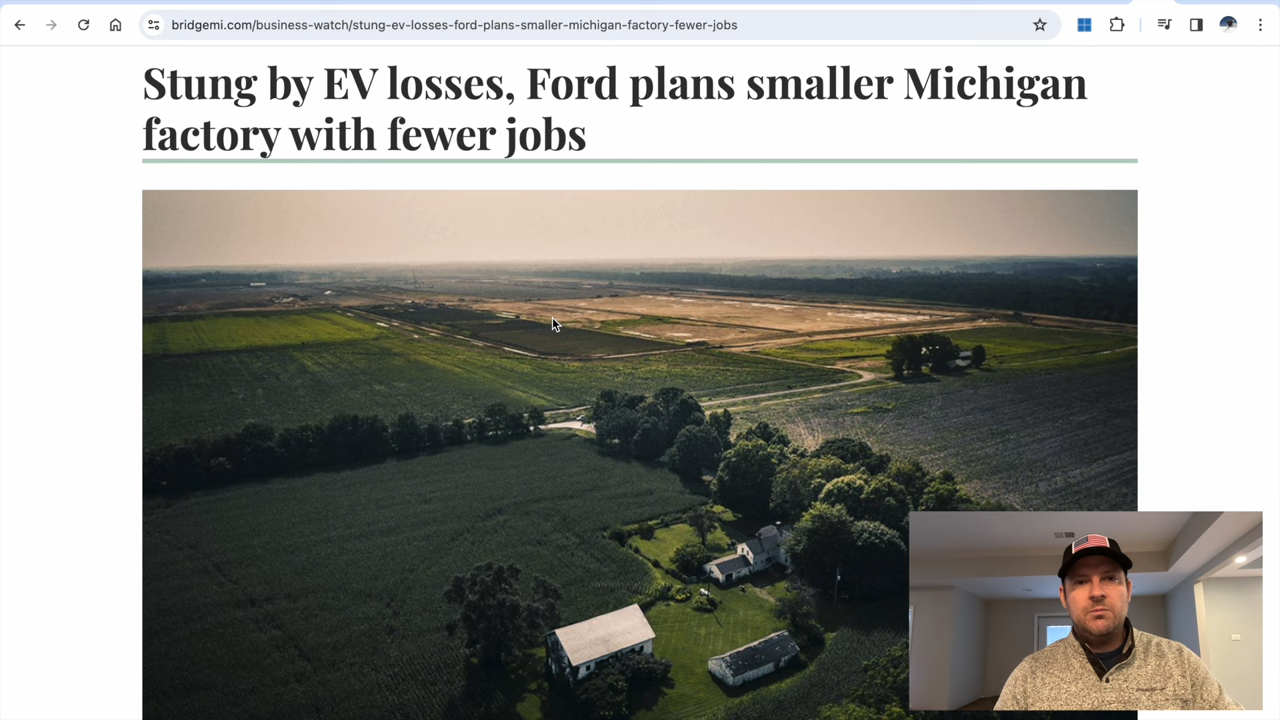 bridgemi.com/business-watch/stung-ev-losses-ford-plans-smaller-michigan-factory-fewer-jobs
Stung by EV losses, Ford plans smaller Michigan
factory with fewer jobs